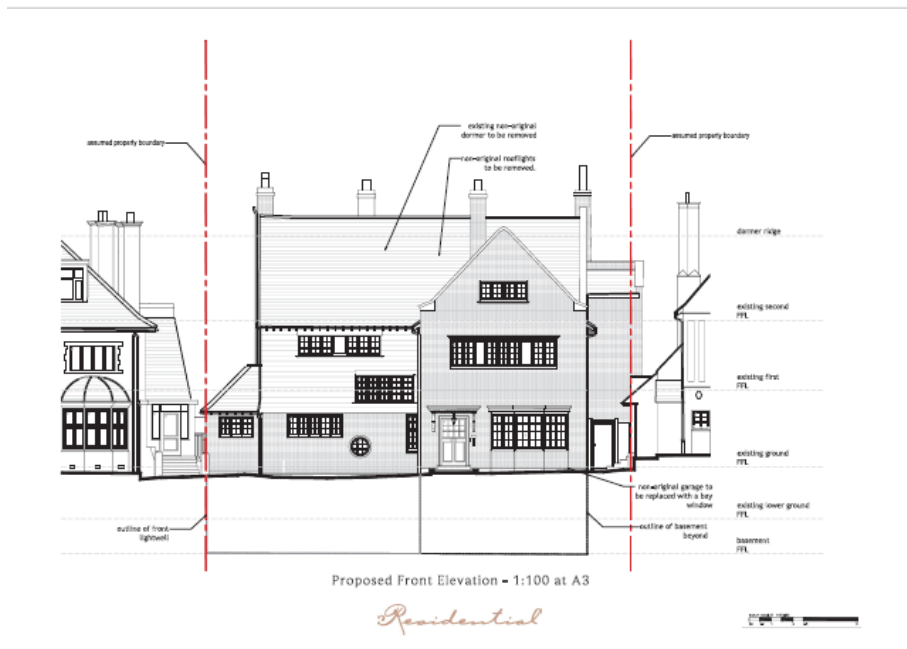 existing non-original
dormer to be removed
assumed property boundary
assumed property boundary
non-original rooflights
to be removed.
dormer ridge
existing second
FFL
existing first
FFL
existing ground
FFL
non-original garage to
be replaced with a bay
window
existing lower ground
FFL
outline of front
lightwell
outline of basement
beyond
basement
FFL
Proposed Front Elevation - 1:100 at A3
Residential